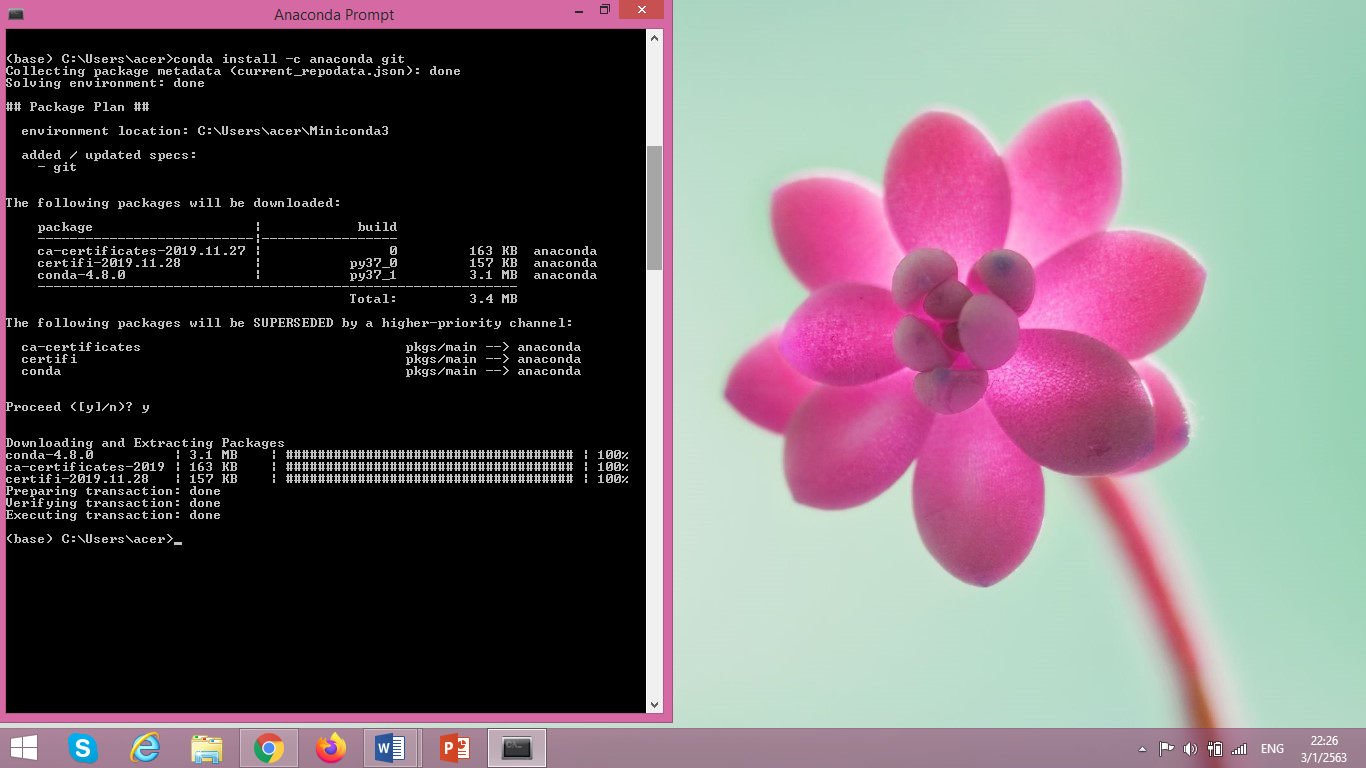 Anaconda Prompt
(base) C:\Users\acer>conda install -c anaconda git
Collecting package metadata (current_repodata.json): done
Solving environment: done
## Package Plan ##
environment location: C:\Users\acer\Miniconda3
added / updated specs:
- git
The following packages will be downloaded:
package | build
---------------------------|-----------------
ca-certificates-2019.11.27 | 0 163 KB anaconda
certifi-2019.11.28 | py37_0 157 KB anaconda
conda-4.8.0 | py37_1 3.1 MB anaconda
------------------------------------------------------------
Total: 3.4 MB
The following packages will be SUPERSEDED by a higher-priority channel:
ca-certificates pkgs/main --> anaconda
certifi pkgs/main --> anaconda
conda pkgs/main --> anaconda
Proceed ([y]/n)? y
Downloading and Extracting Packages
conda-4.8.0 | 3.1 MB | #################################### | 100%
ca-certificates-2019 | 163 KB | #################################### | 100%
certifi-2019.11.28 | 157 KB | #################################### | 100%
Preparing transaction: done
Verifying transaction: done
Executing transaction: done
(base) C:\Users\acer>_
ENG
22:26
3/1/2563